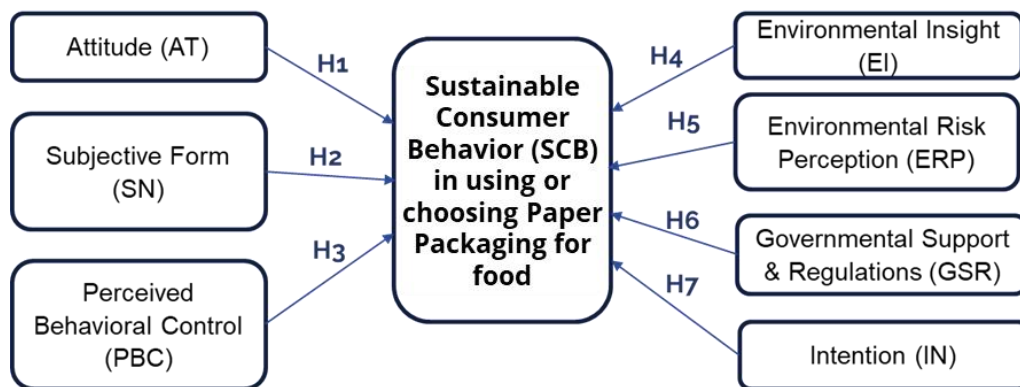 Attitude (AT)
Subjective Form
(SN)
Perceived
Behavioral Control
(PBC)
H1
H2
H3
Sustainable
Consumer
Behavior (SCB)
in using or
choosing Paper
Packaging for
food
H4
H5
H6
H7
Environmental Insight
(EI)
Environmental Risk
Perception (ERP)
Governmental Support
& Regulations (GSR)
Intention (IN)